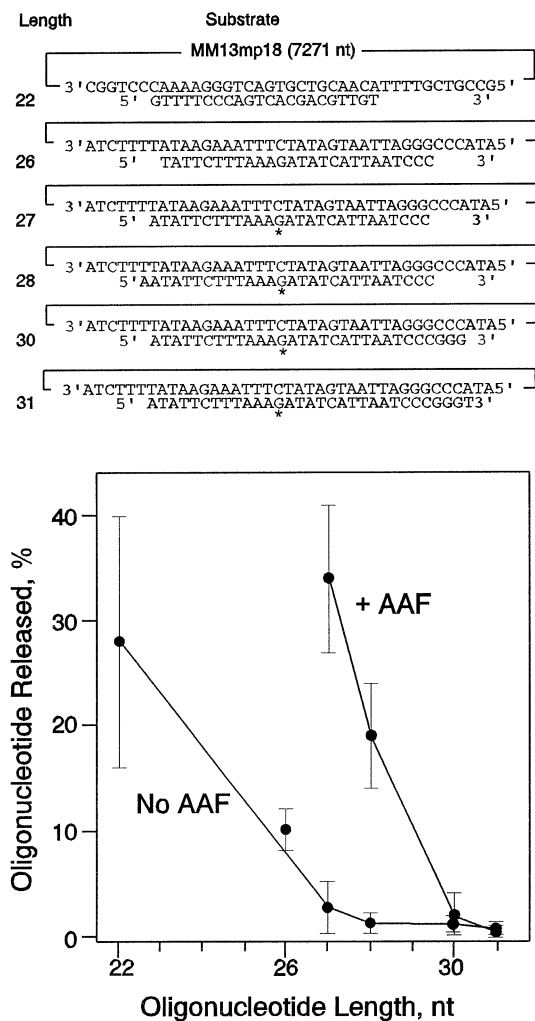 Length Substrate
MM13mp18 (7271 nt)
3'CGGTCCCAAAAGGGTCAGTGCTGCAACATTTTGCTGCCG5'
22 5' GTTTTCCCAGTCACGACGTTGT 3'
3'ATCTTTTATAAGAAATTTCTATAGTAATTAGGGCCCATA5'
26 5' TATTCTTTAAAGATATCATTAATCCC 3'
3'ATCTTTTATAAGAAATTTCTATAGTAATTAGGGCCCATA5'
27 5' ATATTCTTTAAAGATATCATTAATCCC 3'
*
3'ATCTTTTATAAGAAATTTCTATAGTAATTAGGGCCCATA5'
28 5'AATATTCTTTAAAGATATCATTAATCCC 3'
*
3'ATCTTTTATAAGAAATTTCTATAGTAATTAGGGCCCATA5'
30 5' ATATTCTTTAAAGATATCATTAATCCCGGG 3'
*
3'ATCTTTTATAAGAAATTTCTATAGTAATTAGGGCCCATA5'
31 5' ATATTCTTTAAAGATATCATTAATCCCGGGT3'
*
Oligonucleotide Released, %
40
30
20
10
0
+ AAF
No AAF
22 26 30
Oligonucleotide Length, nt